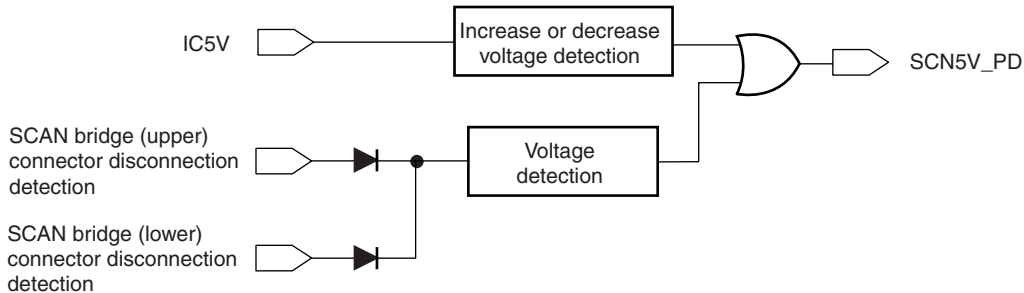 IC5V
Increase or decrease
voltage detection
SCN5V_PD
SCAN bridge (upper)
connector disconnection
detection
Voltage
detection
SCAN bridge (lower)
connector disconnection
detection